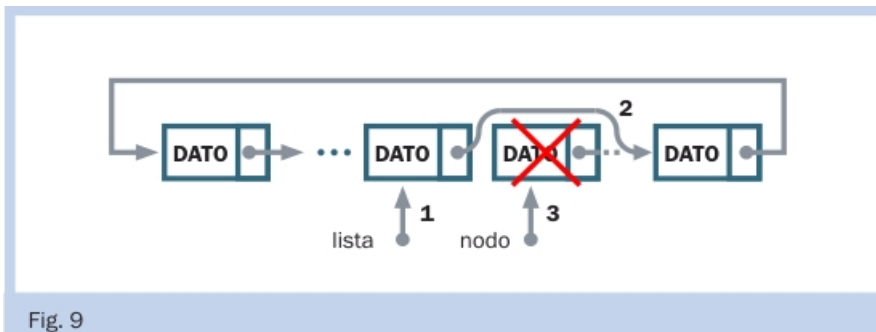 2
DATO DATO DATO DATO
1 3
lista nodo
Fig. 9